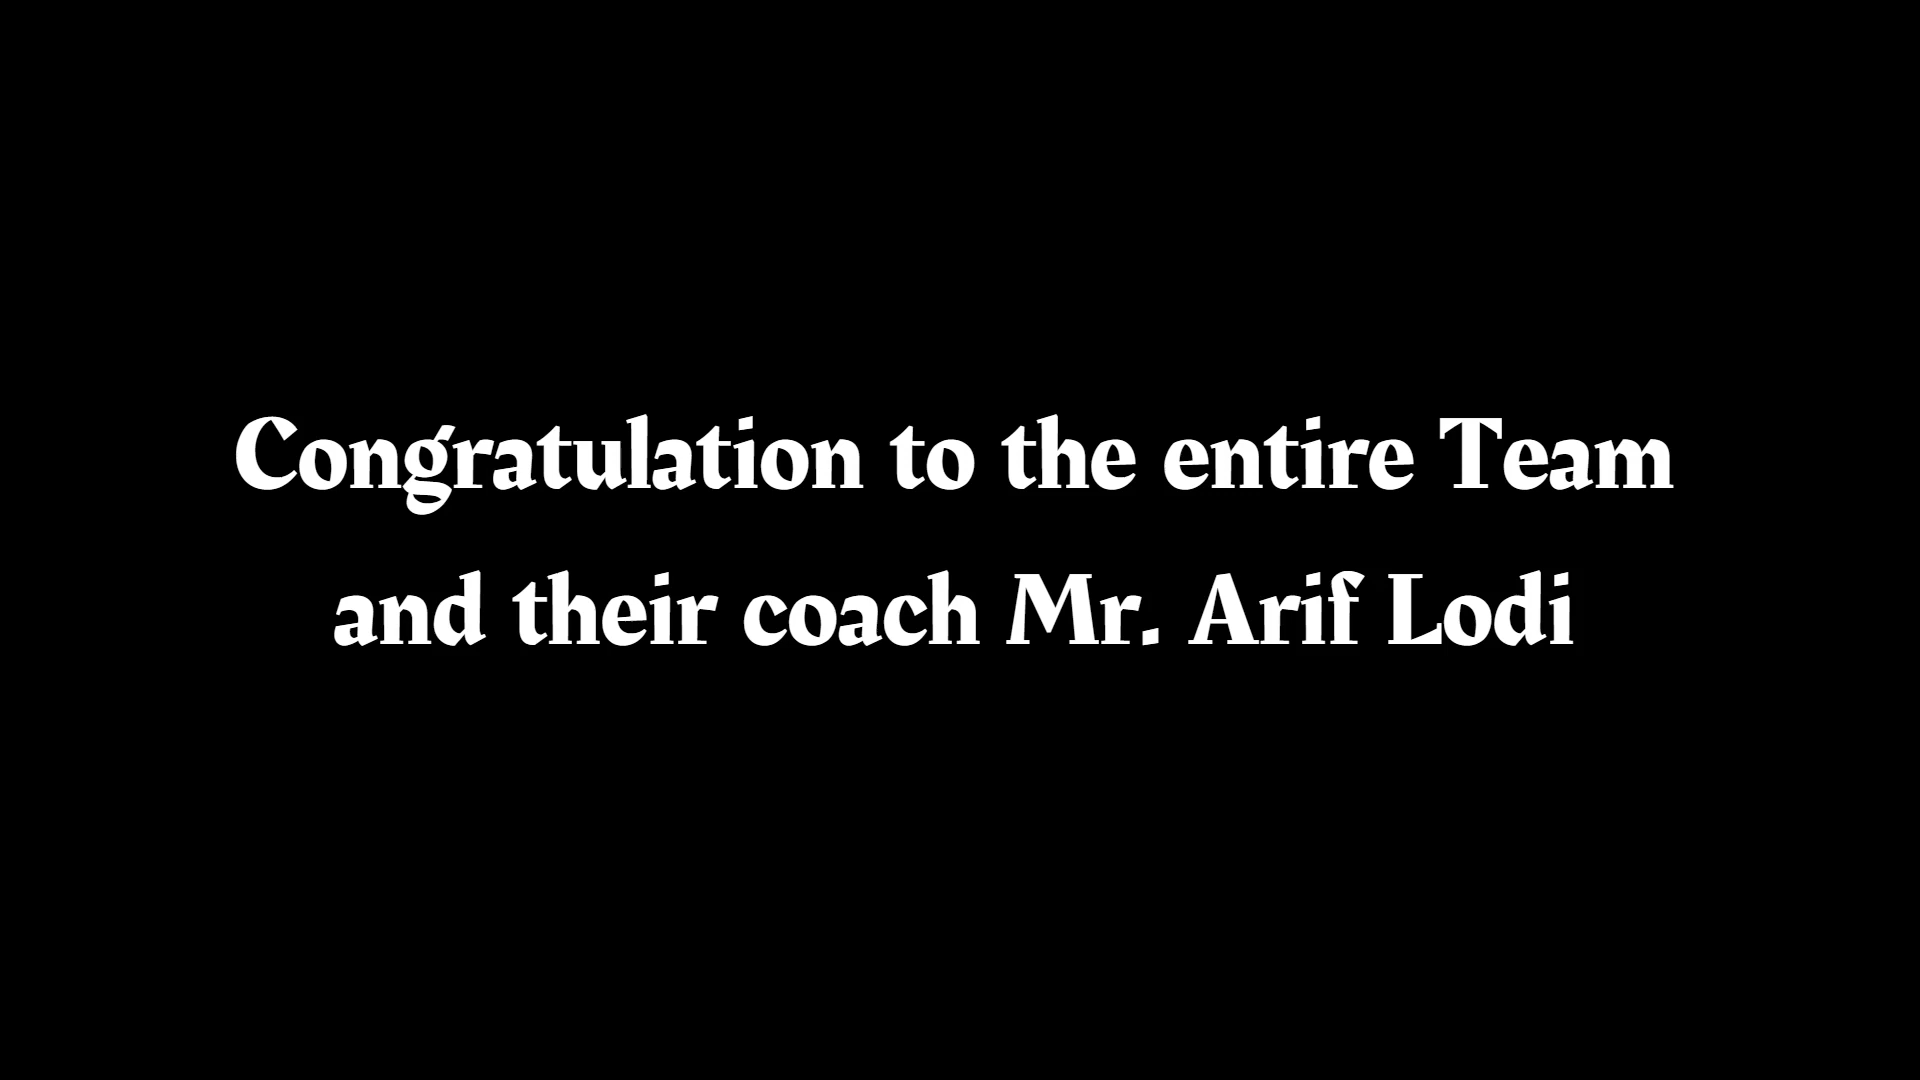 Congratulation to the entire Team
and their coach Mr. Arif Lodi